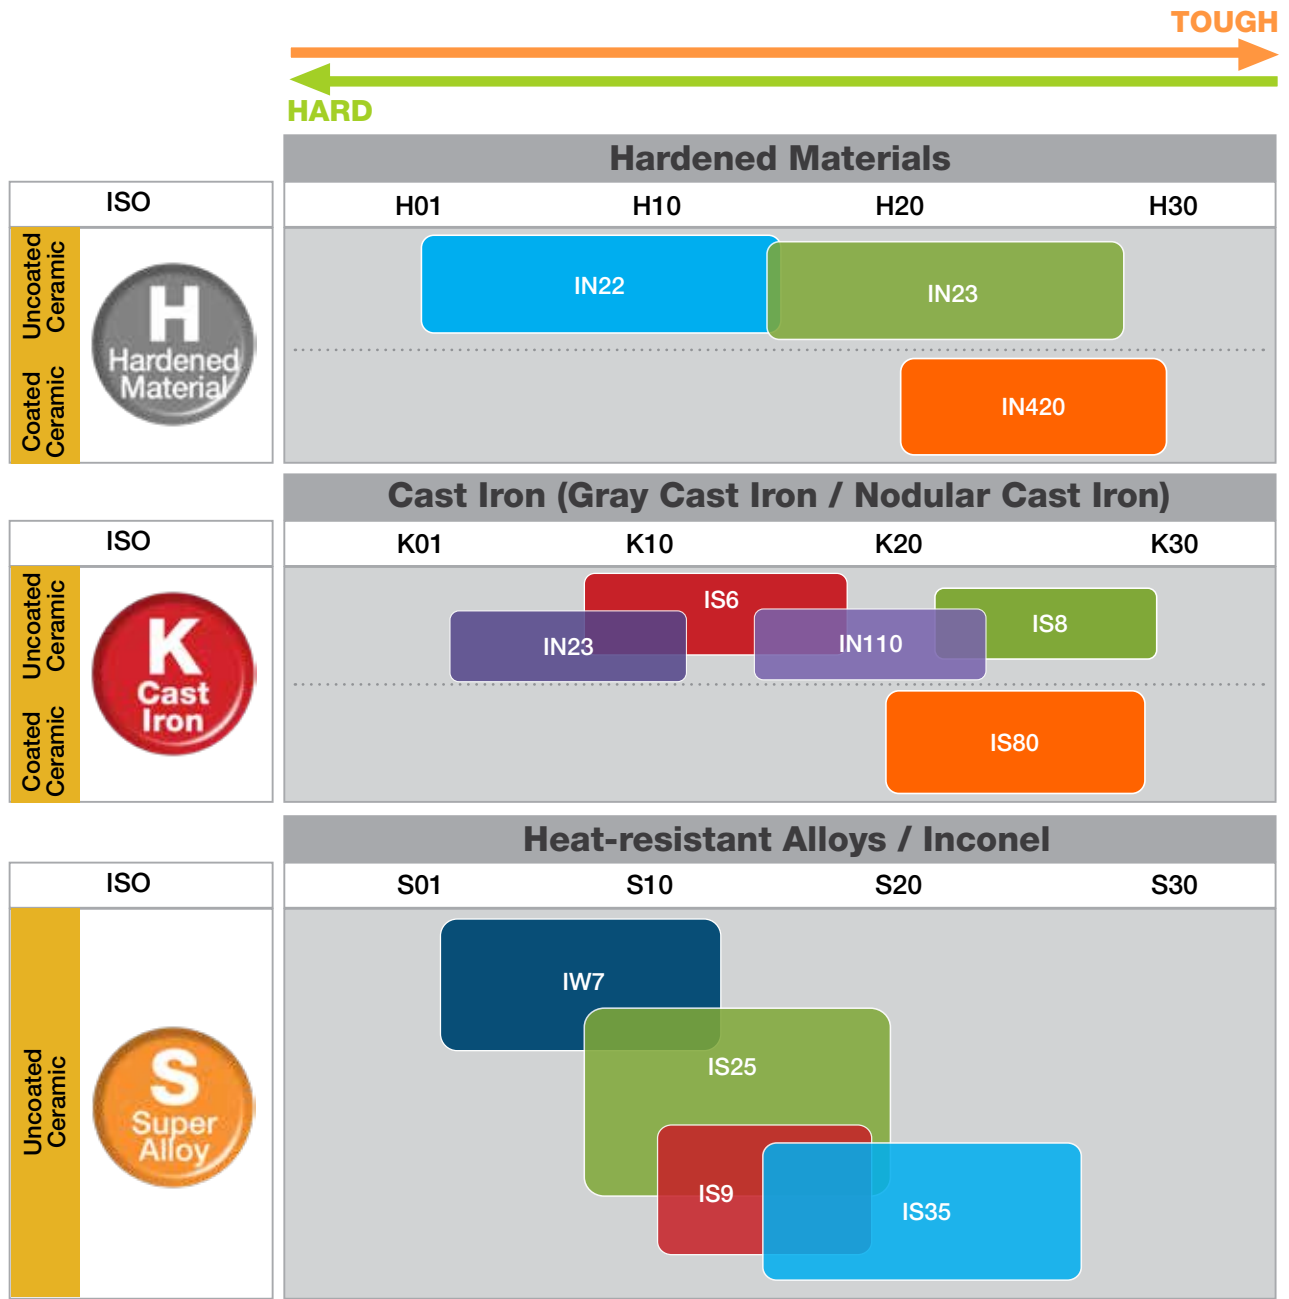 TOUGH
HARD
Hardened Materials
ISO
H01 H10 H20 H30
Uncoated
Ceramic
Coated
Ceramic
H
Hardened
Material
IN22
IN23
IN420
Cast Iron (Gray Cast Iron / Nodular Cast Iron)
ISO
K01 K10 K20 K30
Uncoated
Ceramic
Coated
Ceramic
K
Cast
Iron
IS6
IN23
IN110
IS8
IS80
Heat-resistant Alloys / Inconel
ISO
S01 S10 S20 S30
Uncoated
Ceramic
S
Super
Alloy
IW7
IS25
IS9
IS35